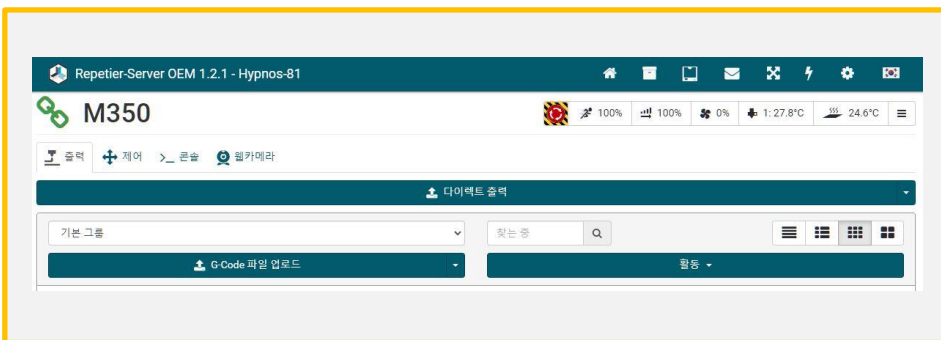 Repetier-Server OEM 1.2.1 - Hypnos-81
M350
100% 100% 0% 1: 27.8°C 24.6°C
출력 제어 >_ 콘솔 웹카메라
다이렉트 출력
기본 그룹 찾는 중
G-Code 파일 업로드 활동